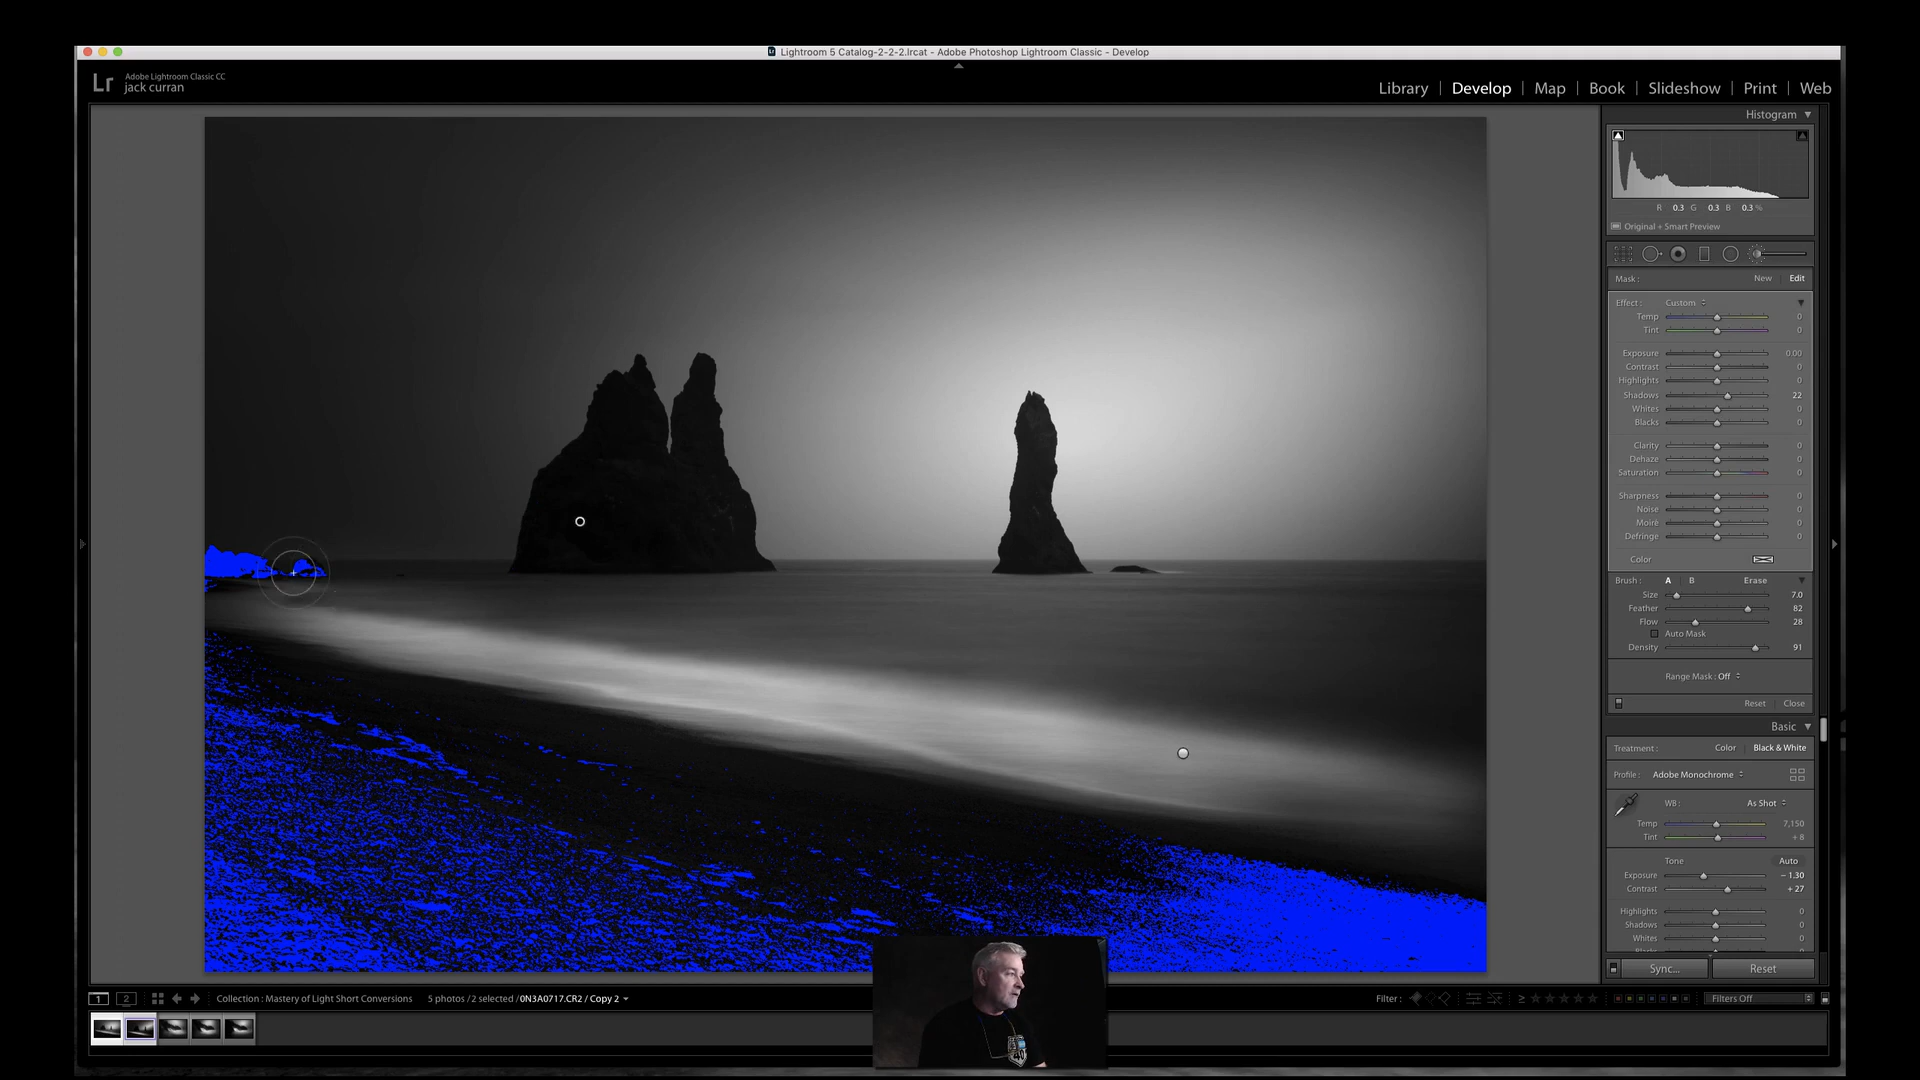 Lightroom 5 Catalog-2-2-2.lrcat - Adobe Photoshop Lightroom Classic - Develop
Lr
Adobe Lightroom Classic CC
jack curran
Library | Develop | Map | Book | Slideshow | Print | Web
Histogram
R 0.3 G 0.3 B 0.3 %
Original + Smart Preview
Mask : New Edit
Effect : Custom
Temp 0
Tint 0
Exposure 0.00
Contrast 0
Highlights 0
Shadows 22
Whites 0
Blacks 0
Clarity 0
Dehaze 0
Saturation 0
Sharpness 0
Noise 0
Moiré 0
Defringe 0
Color
Brush : A B Erase
Size 7.0
Feather 82
Flow 28
Auto Mask
Density 91
Range Mask : Off
Reset Close
Basic
Treatment : Color Black & White
Profile : Adobe Monochrome
WB : As Shot
Temp 7,150
Tint + 8
Tone Auto
Exposure – 1.30
Contrast + 27
Highlights 0
Shadows 0
Whites 0
Sync... Reset
1 2 Collection : Mastery of Light Short Conversions 5 photos / 2 selected / 0N3A0717.CR2 / Copy 2 Filter : Filters Off